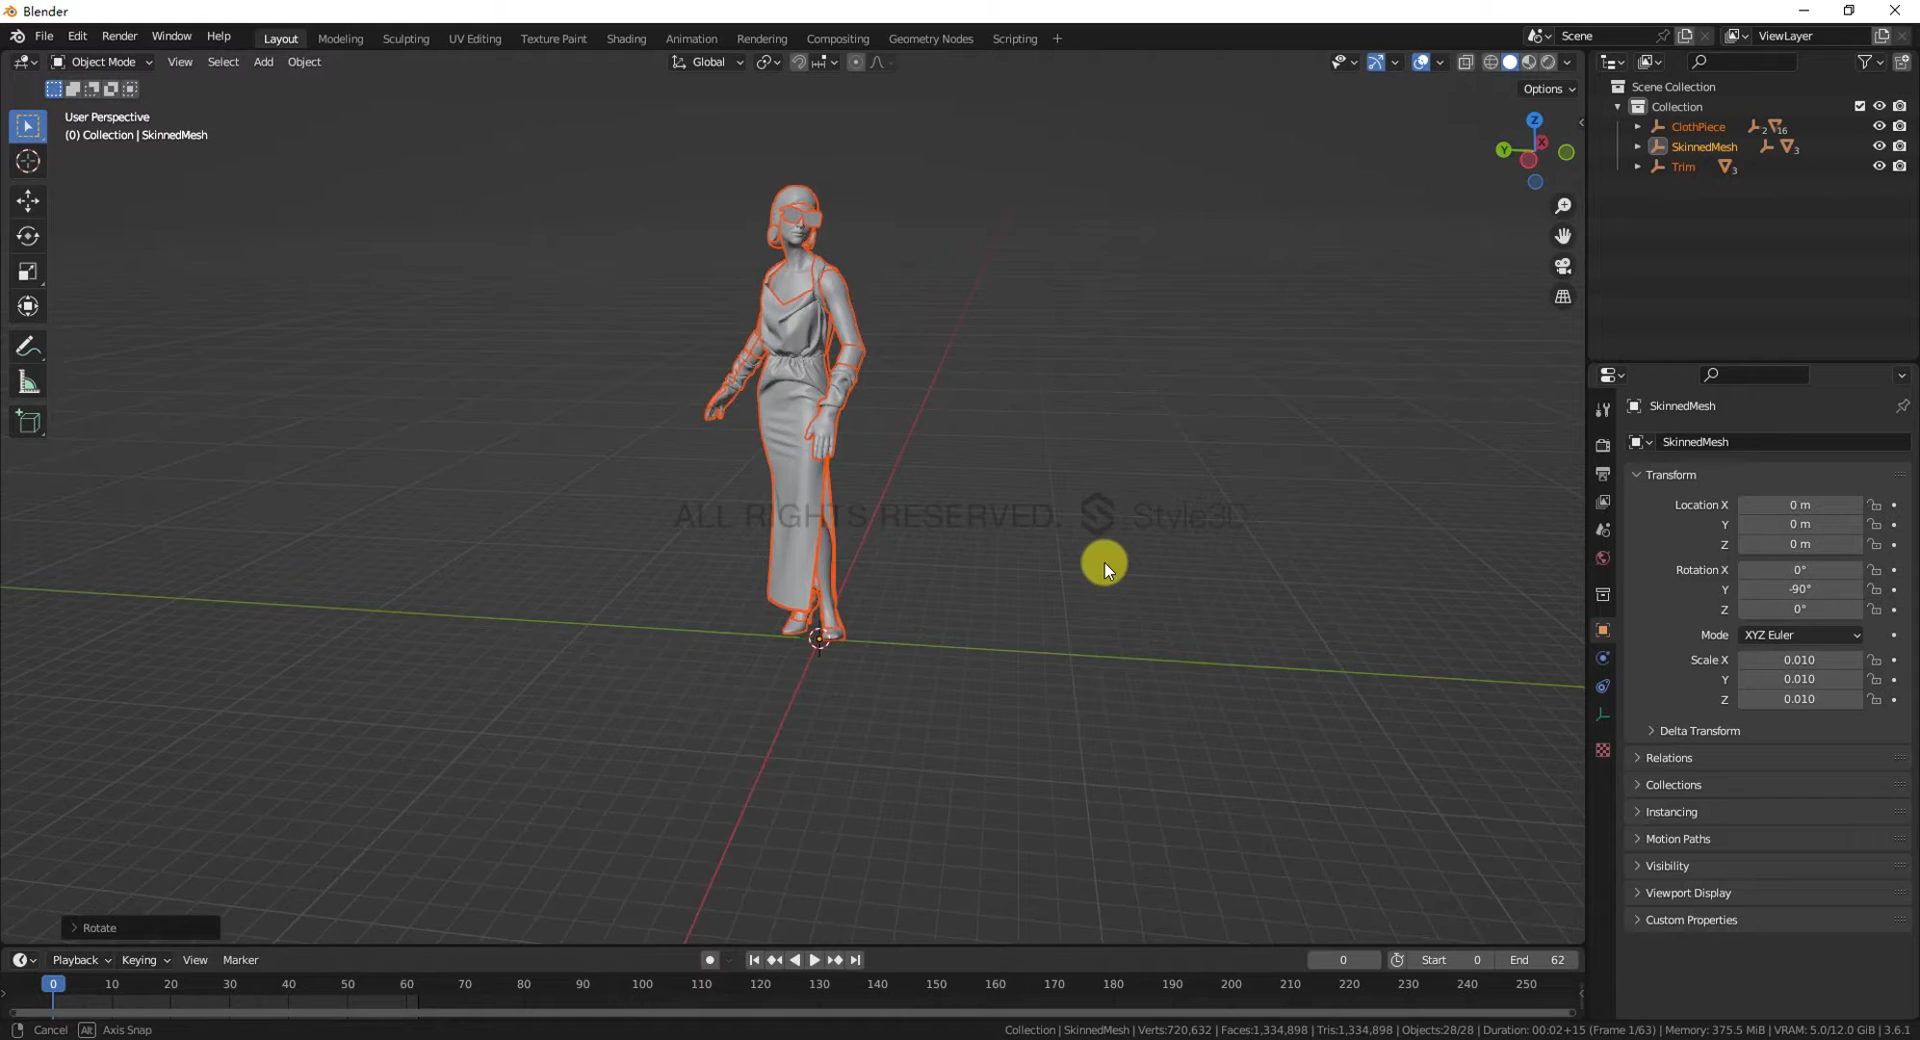 Blender
File Edit Render Window Help Layout Modeling Sculpting UV Editing Texture Paint Shading Animation Rendering Compositing Geometry Nodes Scripting + Scene ViewLayer
Object Mode View Select Add Object Global
Options
User Perspective
(0) Collection | SkinnedMesh
Z
X
Y
Scene Collection
Collection
ClothPiece 2 16
SkinnedMesh 3
Trim 3
SkinnedMesh
SkinnedMesh
Transform
Location X 0 m
Y 0 m
Z 0 m
Rotation X 0°
Y -90°
Z 0°
Mode XYZ Euler
Scale X 0.010
Y 0.010
Z 0.010
Delta Transform
Relations
Collections
Instancing
Motion Paths
Visibility
Viewport Display
Custom Properties
ALL RIGHTS RESERVED. Style3D
Rotate
Playback Keying View Marker 0 Start 0 End 62
0 10 20 30 40 50 60 70 80 90 100 110 120 130 140 150 160 170 180 190 200 210 220 230 240 250
Cancel Alt Axis Snap
Collection | SkinnedMesh | Verts:720,632 | Faces:1,334,898 | Tris:1,334,898 | Objects:28/28 | Duration: 00:02+15 (Frame 1/63) | Memory: 375.5 MiB | VRAM: 5.0/12.0 GiB | 3.6.1